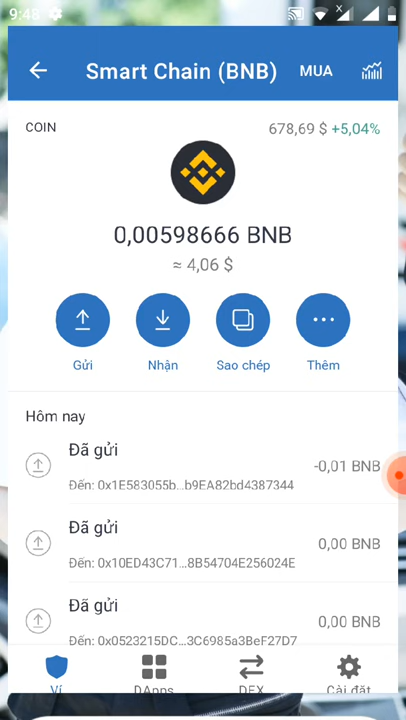 9:48
Smart Chain (BNB) MUA
COIN 678,69 $ +5,04%
0,00598666 BNB
≈ 4,06 $
Gửi Nhận Sao chép Thêm
Hôm nay
Đã gửi
-0,01 BNB
Đến: 0x1E583055b...b9EA82bd4387344
Đã gửi
0,00 BNB
Đến: 0x10ED43C71...8B54704E256024E
Đã gửi
0,00 BNB
Đến: 0x0523215DC...3C6985a3BeF27D7
Ví DApps DEX Cài đặt